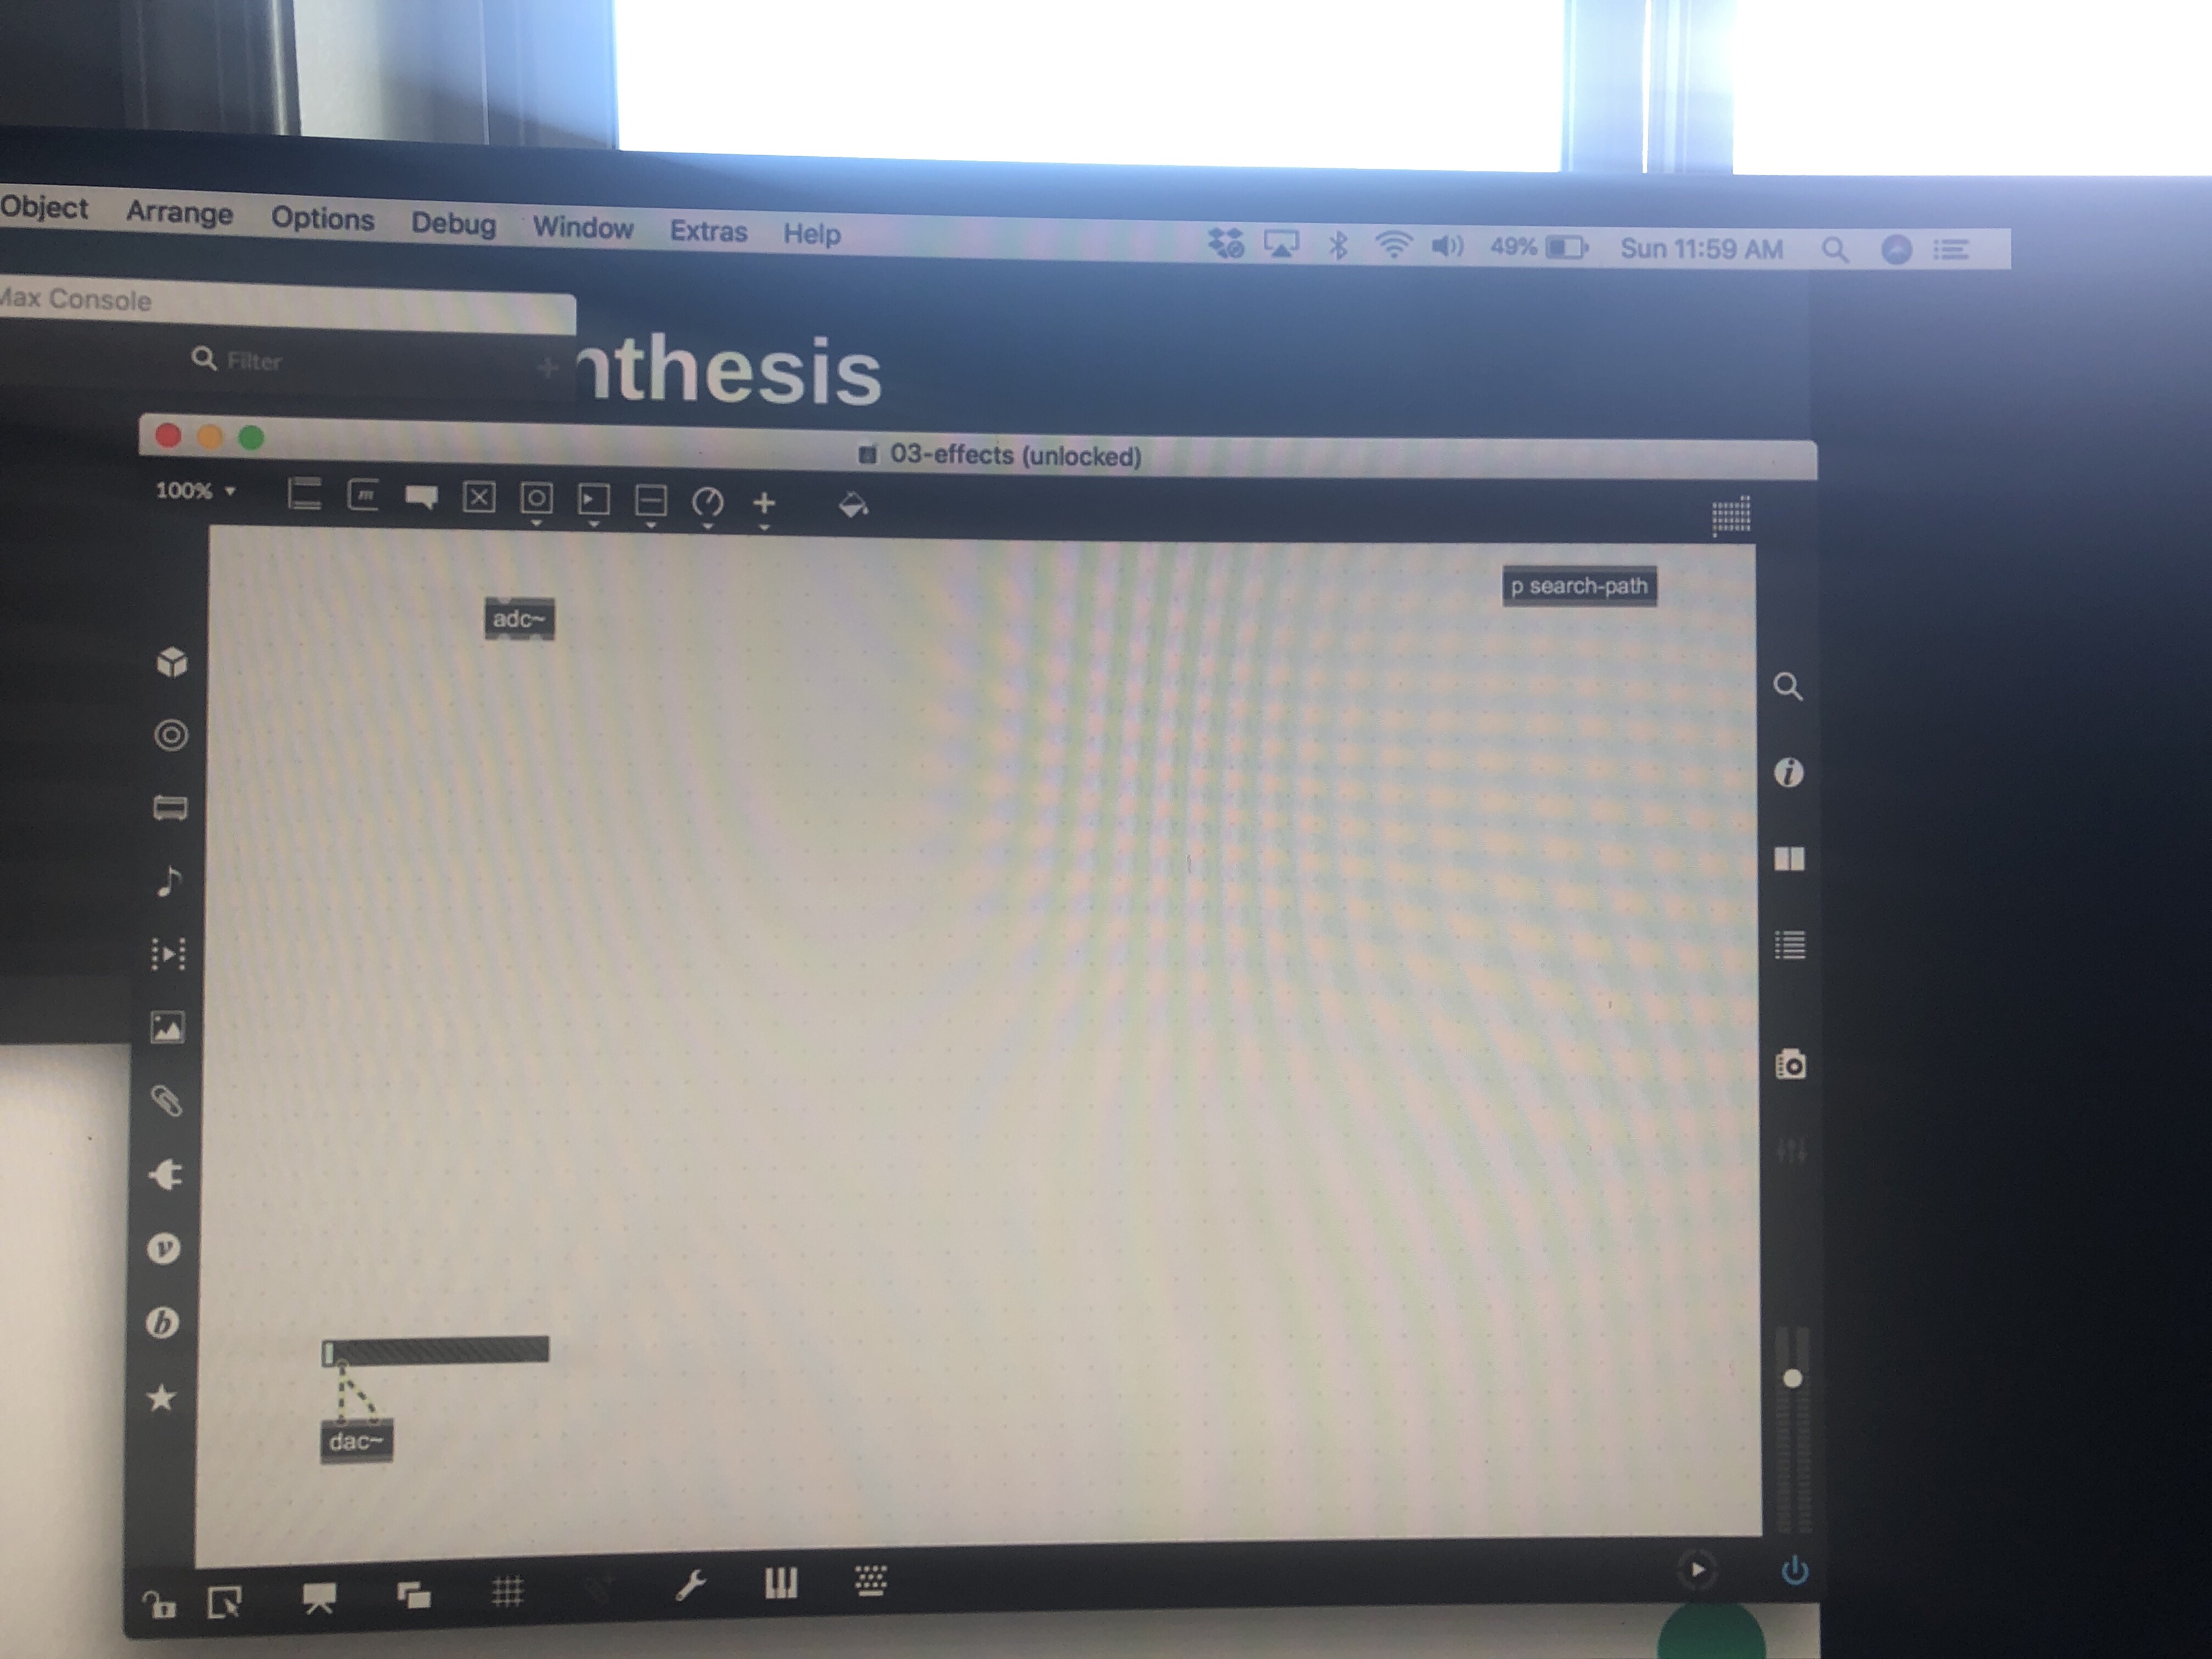 Object Arrange Options Debug Window Extras Help 49% Sun 11:59 AM
Max Console
Filter
nthesis
03-effects (unlocked)
100%
m
p search-path
adc~
i
v
b
dac~